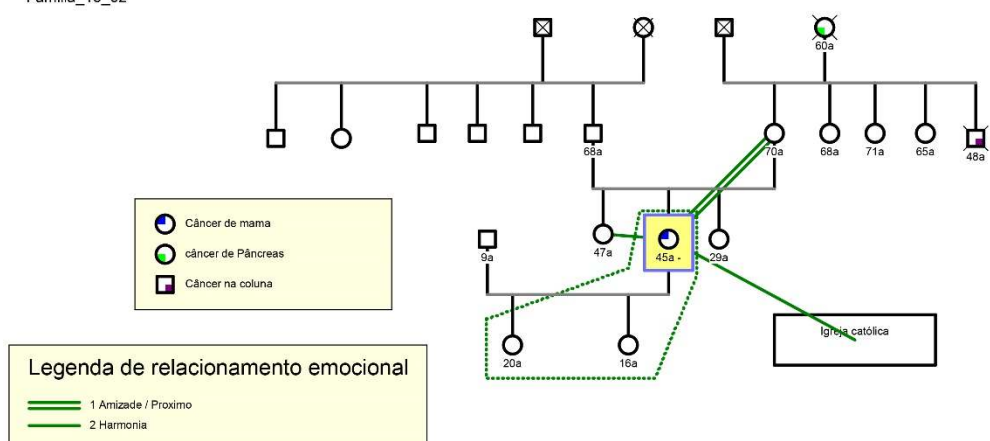 Familia_16_02
60a
68a
70a
68a
71a
65a
48a
Câncer de mama
câncer de Pâncreas
Câncer na coluna
9a
47a
45a -
29a
20a
16a
Igreja católica
Legenda de relacionamento emocional
1 Amizade / Proximo
2 Harmonia